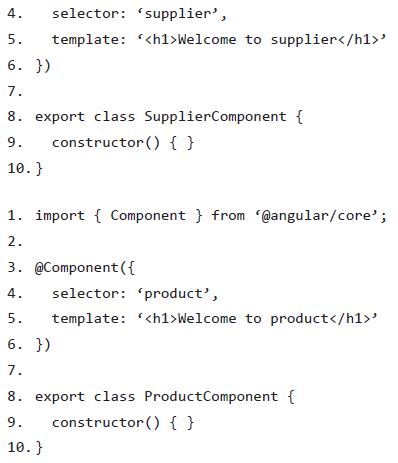 4.   selector: ‘supplier’,
5.   template: ‘<h1>Welcome to supplier</h1>’
6. })
7.
8. export class SupplierComponent {
9.   constructor() { }
10. }
1. import { Component } from ‘@angular/core’;
2.
3. @Component({
4.   selector: ‘product’,
5.   template: ‘<h1>Welcome to product</h1>’
6. })
7.
8. export class ProductComponent {
9.   constructor() { }
10. }